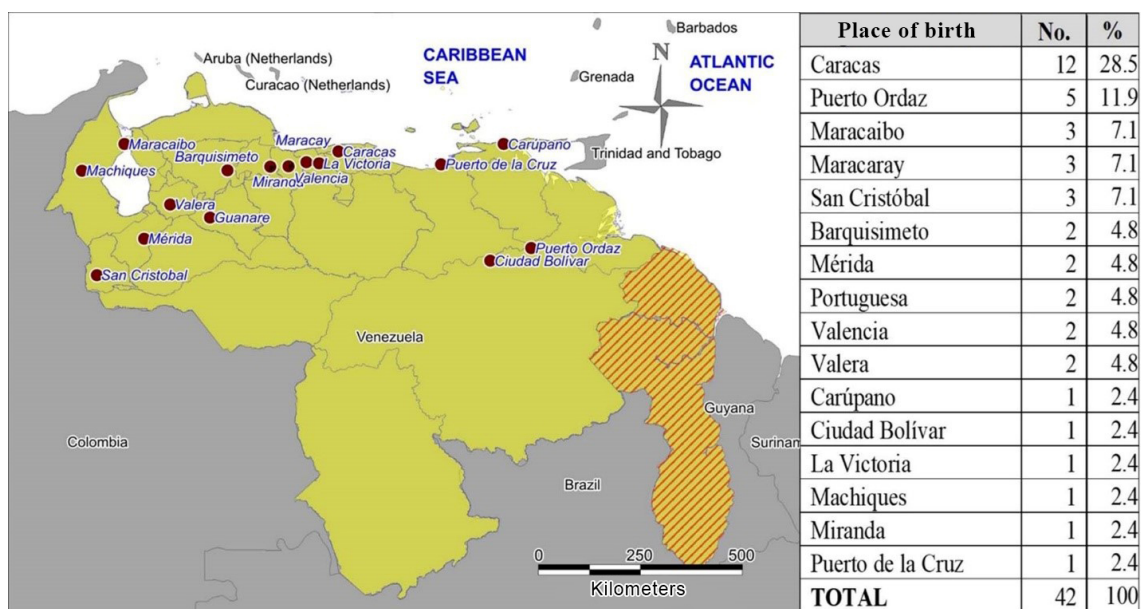 Barbados
Aruba (Netherlands)
CARIBBEAN
SEA
N
ATLANTIC
OCEAN
Curacao (Netherlands)
Grenada
Maracaibo
Maracay
Caracas
Carúpano
Barquisimeto
Trinidad and Tobago
Machiques
Miranda
Valencia
La Victoria
Puerto de la Cruz
Valera
Guanare
Mérida
Puerto Ordaz
Ciudad Bolívar
San Cristobal
Venezuela
Guyana
Colombia
Surinam
Brazil
0 250 500
Kilometers
Place of birth No. %
Caracas 12 28.5
Puerto Ordaz 5 11.9
Maracaibo 3 7.1
Maracaray 3 7.1
San Cristóbal 3 7.1
Barquisimeto 2 4.8
Mérida 2 4.8
Portuguesa 2 4.8
Valencia 2 4.8
Valera 2 4.8
Carúpano 1 2.4
Ciudad Bolívar 1 2.4
La Victoria 1 2.4
Machiques 1 2.4
Miranda 1 2.4
Puerto de la Cruz 1 2.4
TOTAL 42 100